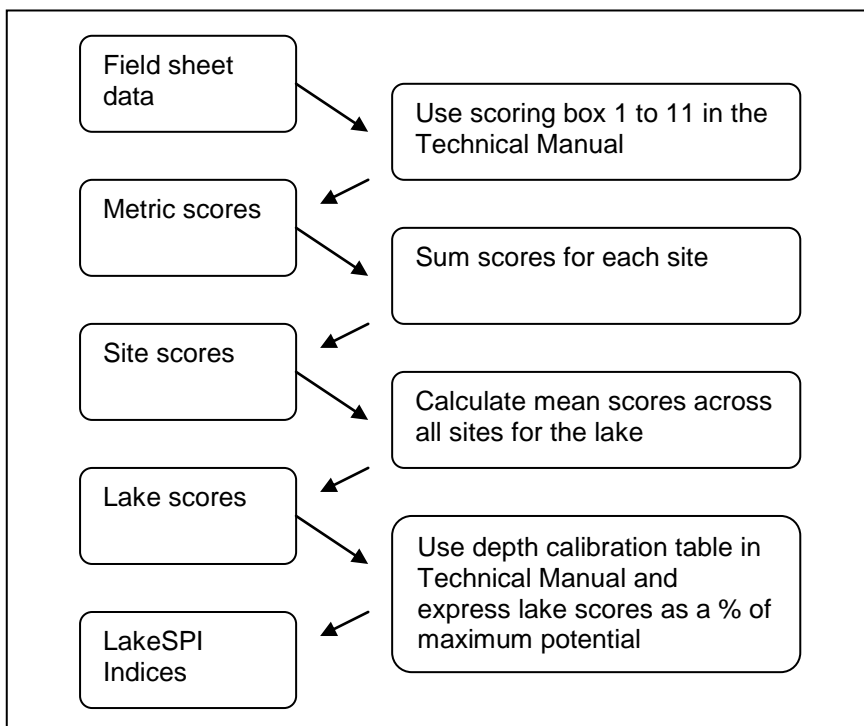 Field sheet
data
Use scoring box 1 to 11 in the
Technical Manual
Metric scores
Sum scores for each site
Site scores
Calculate mean scores across
all sites for the lake
Lake scores
Use depth calibration table in
Technical Manual and
express lake scores as a % of
maximum potential
LakeSPI
Indices